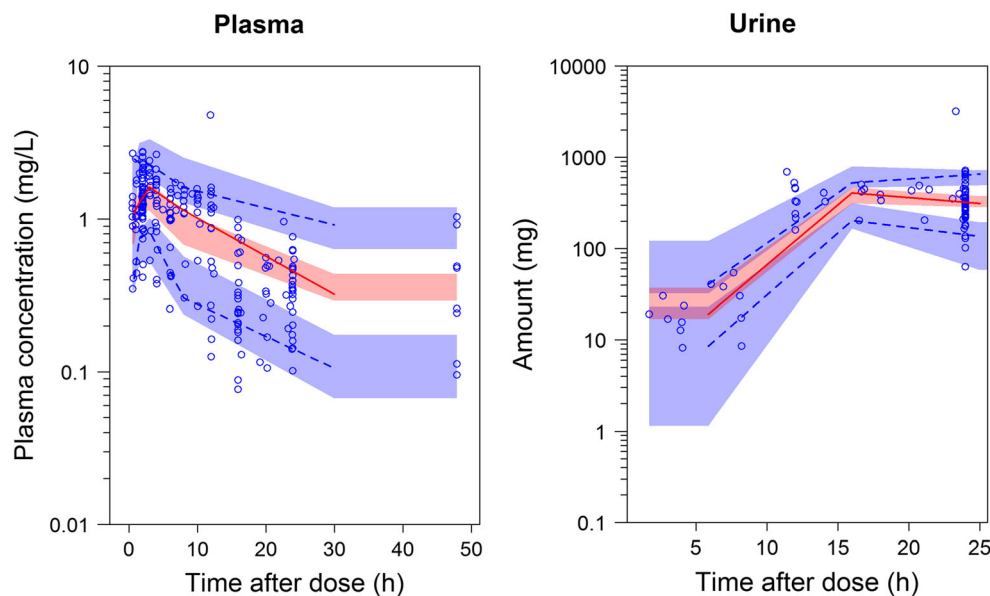 Plasma
Urine
Plasma concentration (mg/L)
10
1
0.1
0.01
0 10 20 30 40 50
Time after dose (h)
Amount (mg)
10000
1000
100
10
1
0.1
5 10 15 20 25
Time after dose (h)